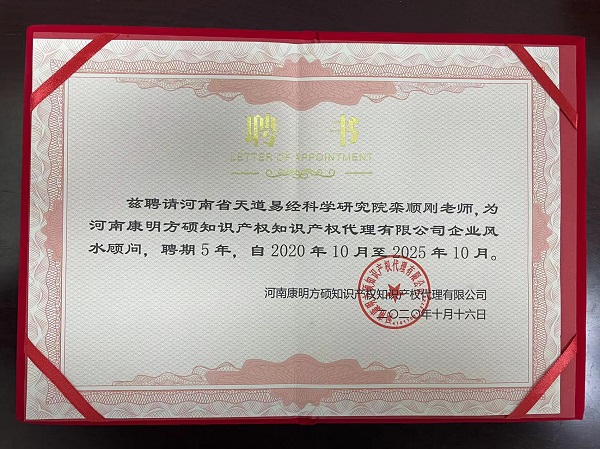 聘书
LETTER OF APPOINTMENT
兹聘请河南省天道易经科学研究院栾顺刚老师，为
河南康明方硕知识产权知识产权代理有限公司企业风
水顾问，聘期5年，自2020年10月至2025年10月。
河南康明方硕知识产权知识产权代理有限公司
二〇二〇年十月十六日